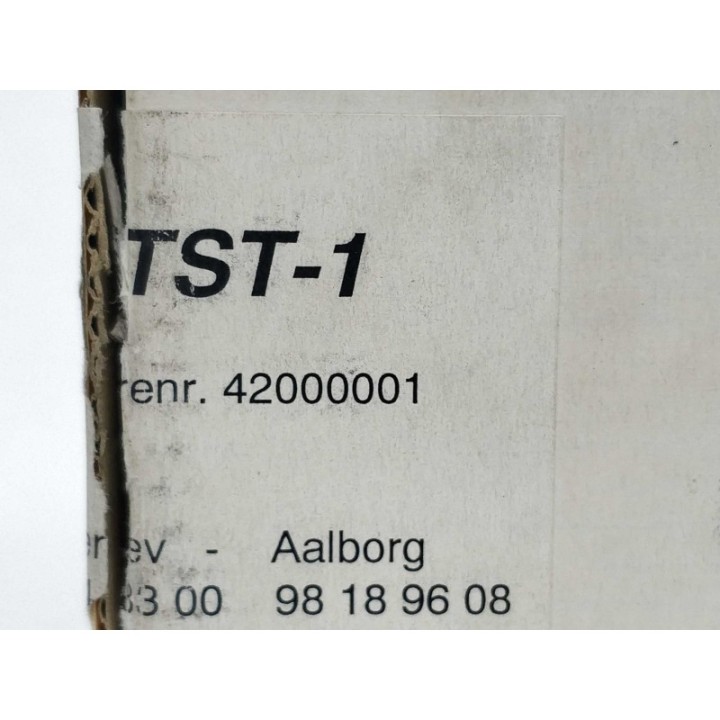 TST-1
renr. 42000001
ev - Aalborg
33 00 98 18 96 08